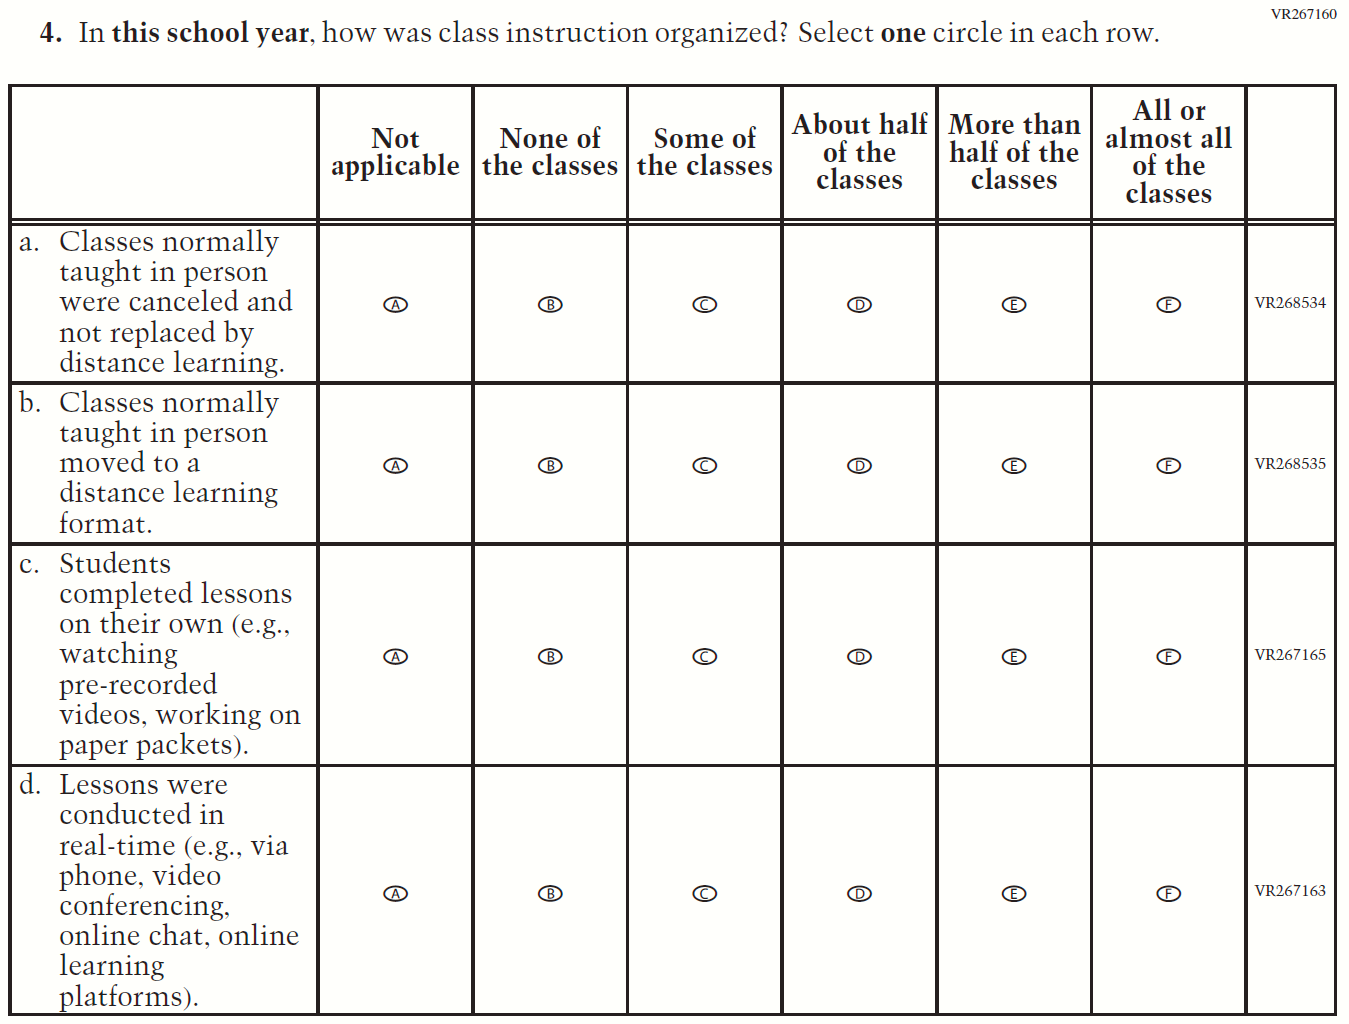 VR267160
4. In this school year, how was class instruction organized? Select one circle in each row.
Not applicable
None of the classes
Some of the classes
About half of the classes
More than half of the classes
All or almost all of the classes
a. Classes normally
taught in person
were canceled and
not replaced by
distance learning.
A B C D E F VR268534
b. Classes normally
taught in person
moved to a
distance learning
format.
A B C D E F VR268535
c. Students
completed lessons
on their own (e.g.,
watching
pre-recorded
videos, working on
paper packets).
A B C D E F VR267165
d. Lessons were
conducted in
real-time (e.g., via
phone, video
conferencing,
online chat, online
learning
platforms).
A B C D E F VR267163